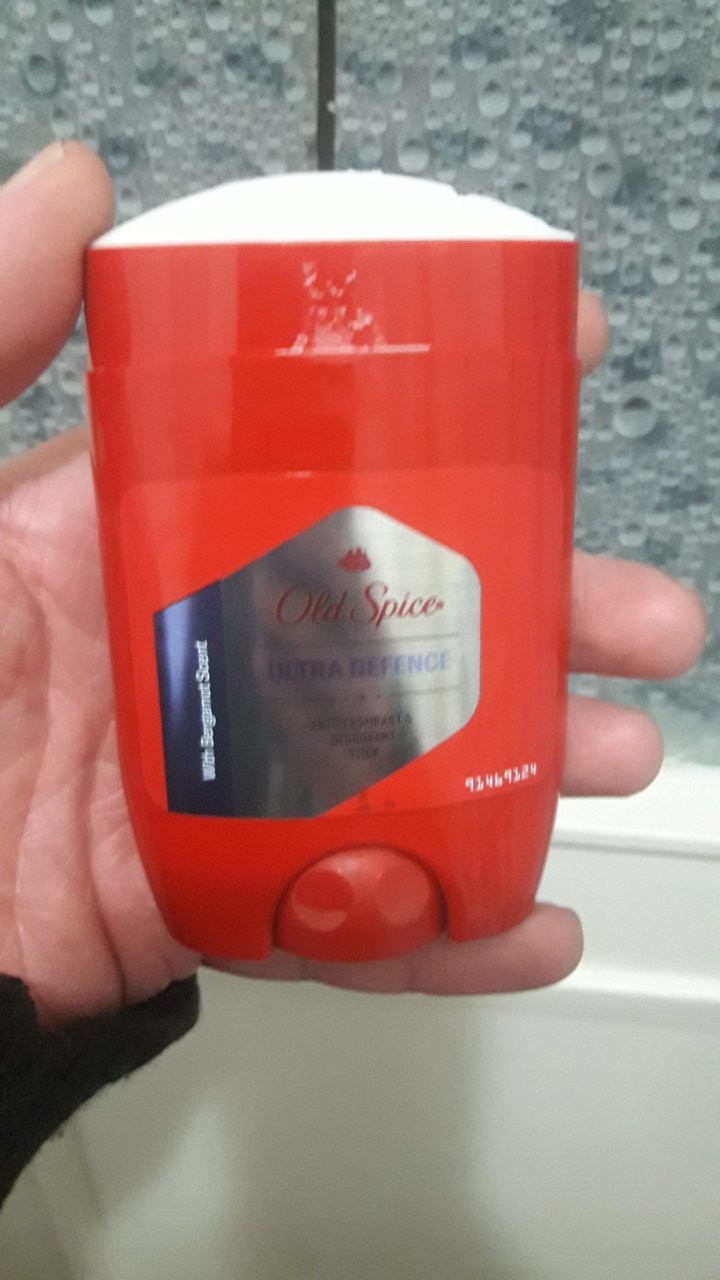 Old Spice
ULTRA DEFENCE
ANTIPERSPIRANT &
DEODORANT
STICK
With Bergamot Scent
91469124